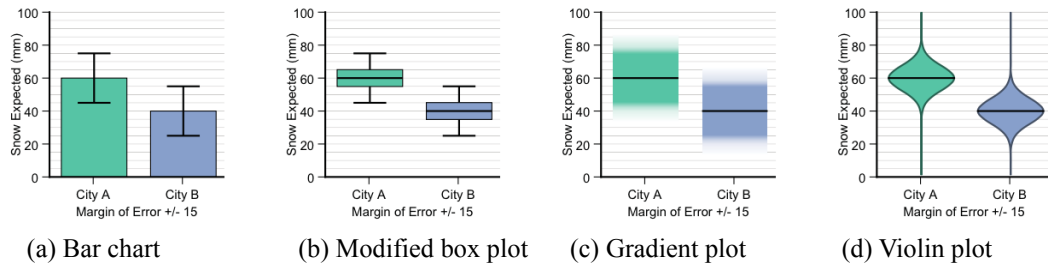 Snow Expected (mm)
100
80
60
40
20
0
City A
City B
Margin of Error +/- 15
(a) Bar chart
Snow Expected (mm)
100
80
60
40
20
0
City A
City B
Margin of Error +/- 15
(b) Modified box plot
Snow Expected (mm)
100
80
60
40
20
0
City A
City B
Margin of Error +/- 15
(c) Gradient plot
Snow Expected (mm)
100
80
60
40
20
0
City A
City B
Margin of Error +/- 15
(d) Violin plot